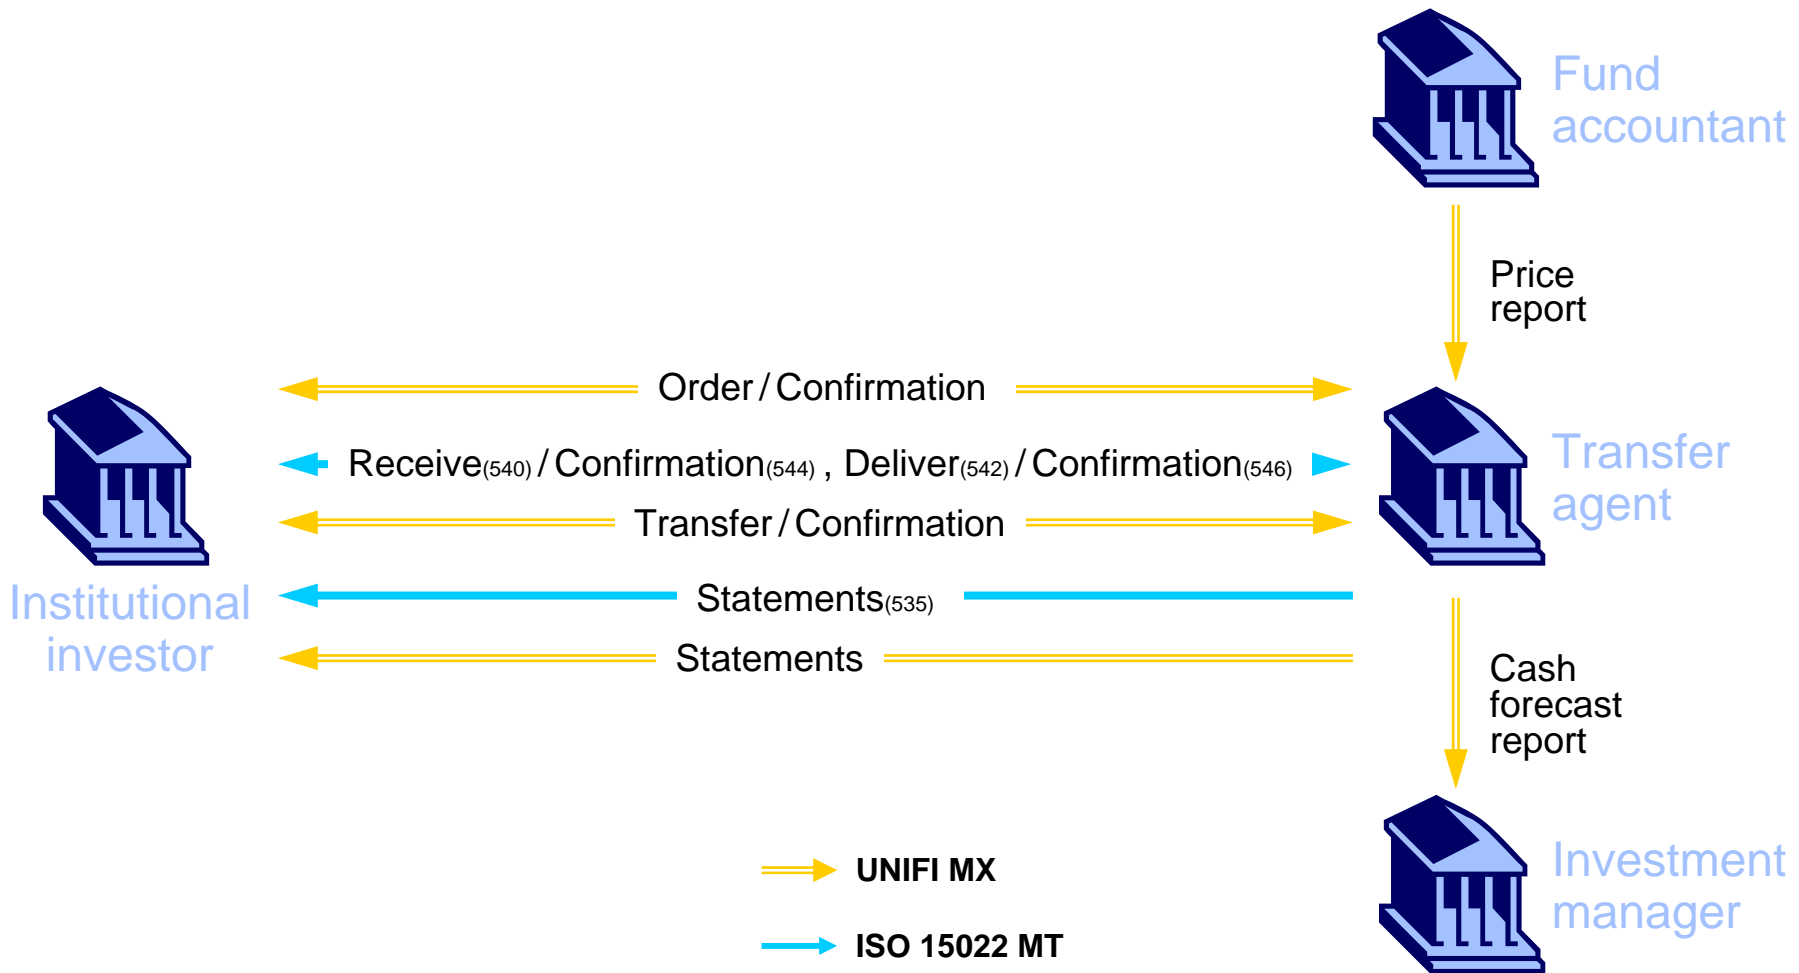 Fund
accountant
Price
report
Order / Confirmation
Receive(540) / Confirmation(544) , Deliver(542) / Confirmation(546)
Transfer
agent
Transfer / Confirmation
Institutional
investor
Statements(535)
Statements
Cash
forecast
report
Investment
manager
UNIFI MX
ISO 15022 MT